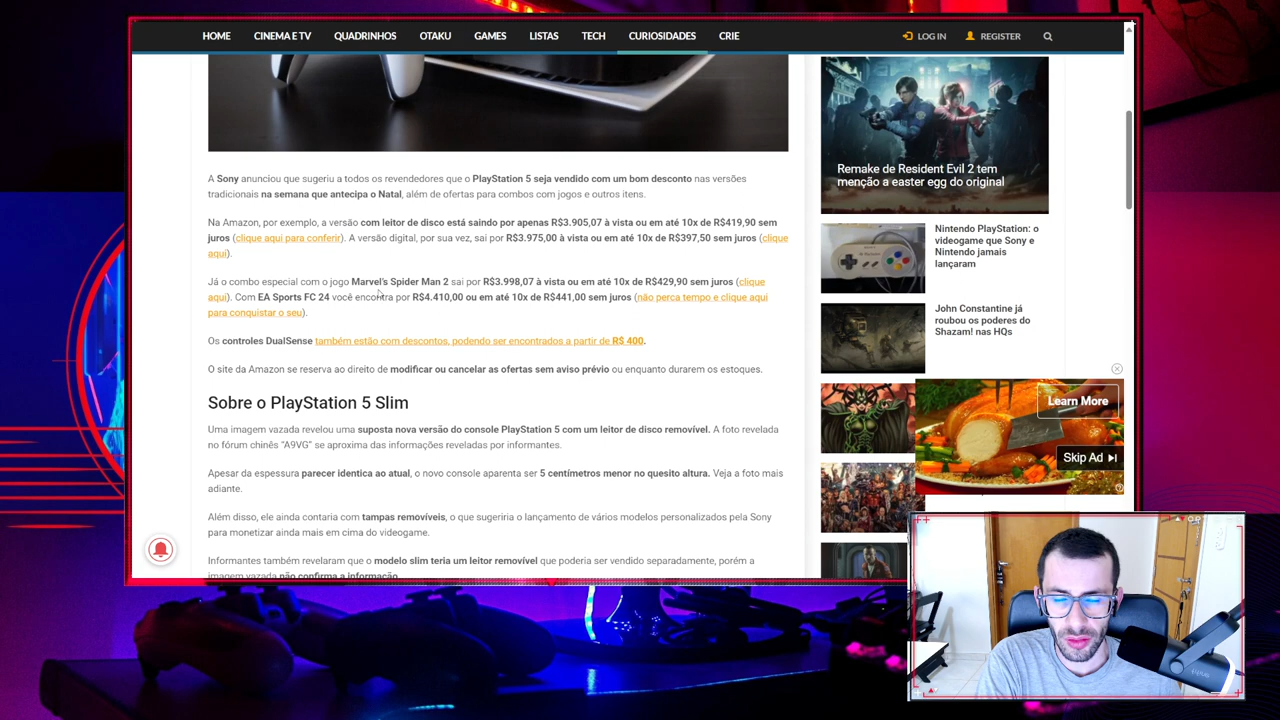 HOME CINEMA E TV QUADRINHOS OTAKU GAMES LISTAS TECH CURIOSIDADES CRIE LOG IN REGISTER
A Sony anunciou que sugeriu a todos os revendedores que o PlayStation 5 seja vendido com um bom desconto nas versões
tradicionais na semana que antecipa o Natal, além de ofertas para combos com jogos e outros itens.
Na Amazon, por exemplo, a versão com leitor de disco está saindo por apenas R$3.905,07 à vista ou em até 10x de R$419,90 sem
juros (clique aqui para conferir). A versão digital, por sua vez, sai por R$3.975,00 à vista ou em até 10x de R$397,50 sem juros (clique
aqui).
Já o combo especial com o jogo Marvel's Spider Man 2 sai por R$3.998,07 à vista ou em até 10x de R$429,90 sem juros (clique
aqui). Com EA Sports FC 24 você encontra por R$4.410,00 ou em até 10x de R$441,00 sem juros (não perca tempo e clique aqui
para conquistar o seu).
Os controles DualSense também estão com descontos, podendo ser encontrados a partir de R$ 400.
O site da Amazon se reserva ao direito de modificar ou cancelar as ofertas sem aviso prévio ou enquanto durarem os estoques.
Sobre o PlayStation 5 Slim
Uma imagem vazada revelou uma suposta nova versão do console PlayStation 5 com um leitor de disco removível. A foto revelada
no fórum chinês "A9VG" se aproxima das informações reveladas por informantes.
Apesar da espessura parecer identica ao atual, o novo console aparenta ser 5 centímetros menor no quesito altura. Veja a foto mais
adiante.
Além disso, ele ainda contaria com tampas removíveis, o que sugeriria o lançamento de vários modelos personalizados pela Sony
para monetizar ainda mais em cima do videogame.
Informantes também revelaram que o modelo slim teria um leitor removível que poderia ser vendido separadamente, porém a
imagem vazada não confirma a informação.
Remake de Resident Evil 2 tem
menção a easter egg do original
Nintendo PlayStation: o
videogame que Sony e
Nintendo jamais
lançaram
John Constantine já
roubou os poderes do
Shazam! nas HQs
Learn More
Skip Ad